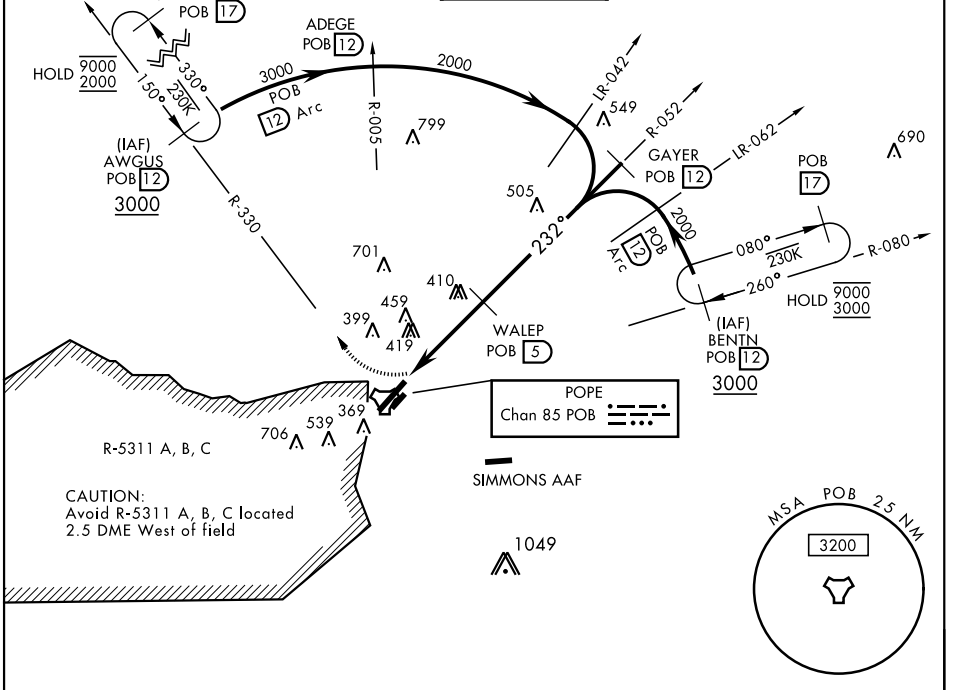 POB 17
ADEGE
POB 12
HOLD 9000
2000
150°
330°
230K
3000
POB
12 Arc
2000
R-005
LR-042
549
R-052
799
(IAF)
AWGUS
POB 12
3000
GAYER
POB 12
LR-062
690
POB
17
505
R-330
232°
2000
POB
12
Arc
080°
230K
260°
R-080
HOLD 9000
3000
701
410
459
399
419
WALEP
POB 5
(IAF)
BENTN
POB 12
3000
POPE
Chan 85 POB
369
539
706
R-5311 A, B, C
SIMMONS AAF
CAUTION:
Avoid R-5311 A, B, C located
2.5 DME West of field
1049
MSA POB 25 NM
3200